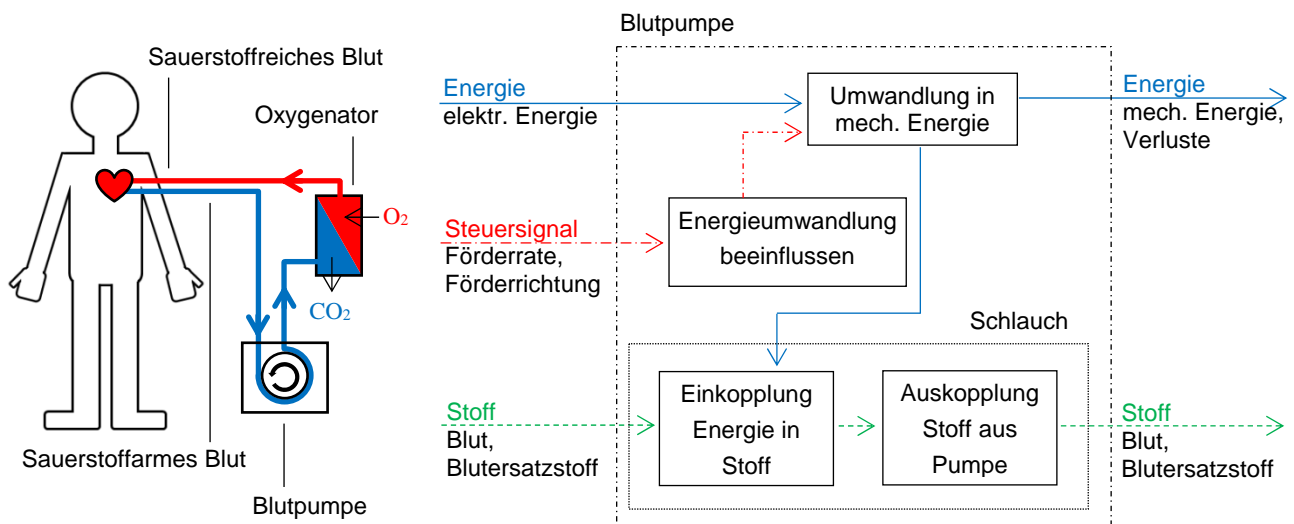 Sauerstoffreiches Blut
Oxygenator
O2
CO2
Sauerstoffarmes Blut
Blutpumpe
Blutpumpe
Energie
elektr. Energie
Umwandlung in
mech. Energie
Energie
mech. Energie,
Verluste
Steuersignal
Förderrate,
Förderrichtung
Energieumwandlung
beeinflussen
Schlauch
Stoff
Blut,
Blutersatzstoff
Einkopplung
Energie in
Stoff
Auskopplung
Stoff aus
Pumpe
Stoff
Blut,
Blutersatzstoff